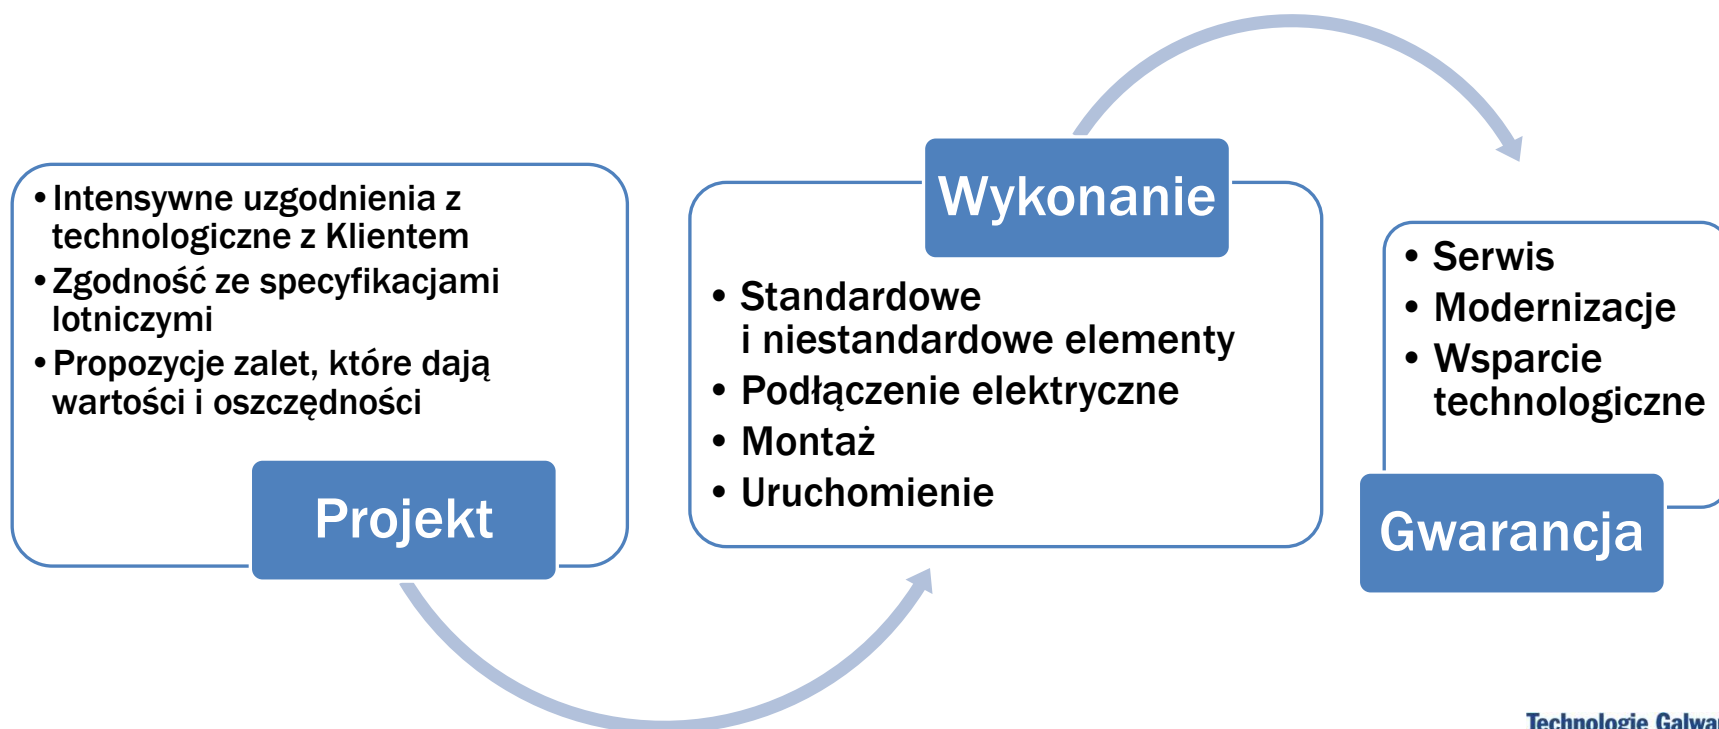 •Intensywne uzgodnienia z
technologiczne z Klientem
•Zgodność ze specyfikacjami
lotniczymi
•Propozycje zalet, które dają
wartości i oszczędności
Projekt
Wykonanie
• Standardowe
i niestandardowe elementy
• Podłączenie elektryczne
• Montaż
• Uruchomienie
• Serwis
• Modernizacje
• Wsparcie
technologiczne
Gwarancja
Technologie